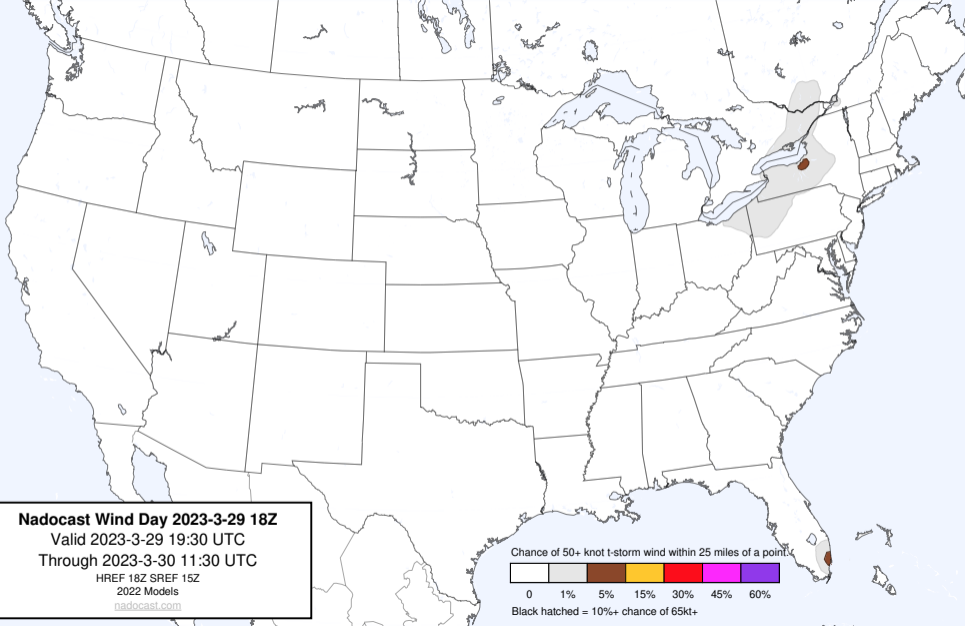 Nadocast Wind Day 2023-3-29 18Z
Valid 2023-3-29 19:30 UTC
Through 2023-3-30 11:30 UTC
HREF 18Z SREF 15Z
2022 Models
nadocast.com
Chance of 50+ knot t-storm wind within 25 miles of a point.
0 1% 5% 15% 30% 45% 60%
Black hatched = 10%+ chance of 65kt+